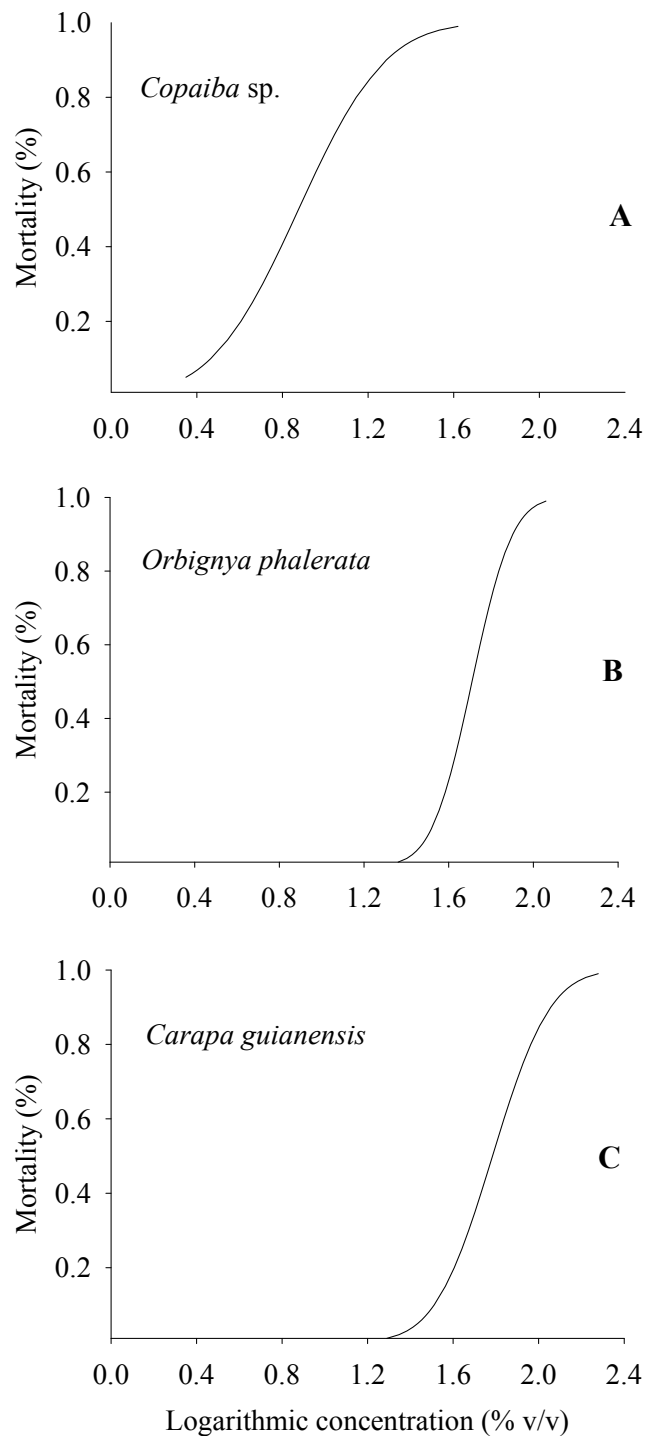 1.0
0.8
0.6
0.4
0.2
Mortality (%)
Copaiba sp.
A
0.0 0.4 0.8 1.2 1.6 2.0 2.4
1.0
0.8
0.6
0.4
0.2
Mortality (%)
Orbignya phalerata
B
0.0 0.4 0.8 1.2 1.6 2.0 2.4
1.0
0.8
0.6
0.4
0.2
Mortality (%)
Carapa guianensis
C
0.0 0.4 0.8 1.2 1.6 2.0 2.4
Logarithmic concentration (% v/v)